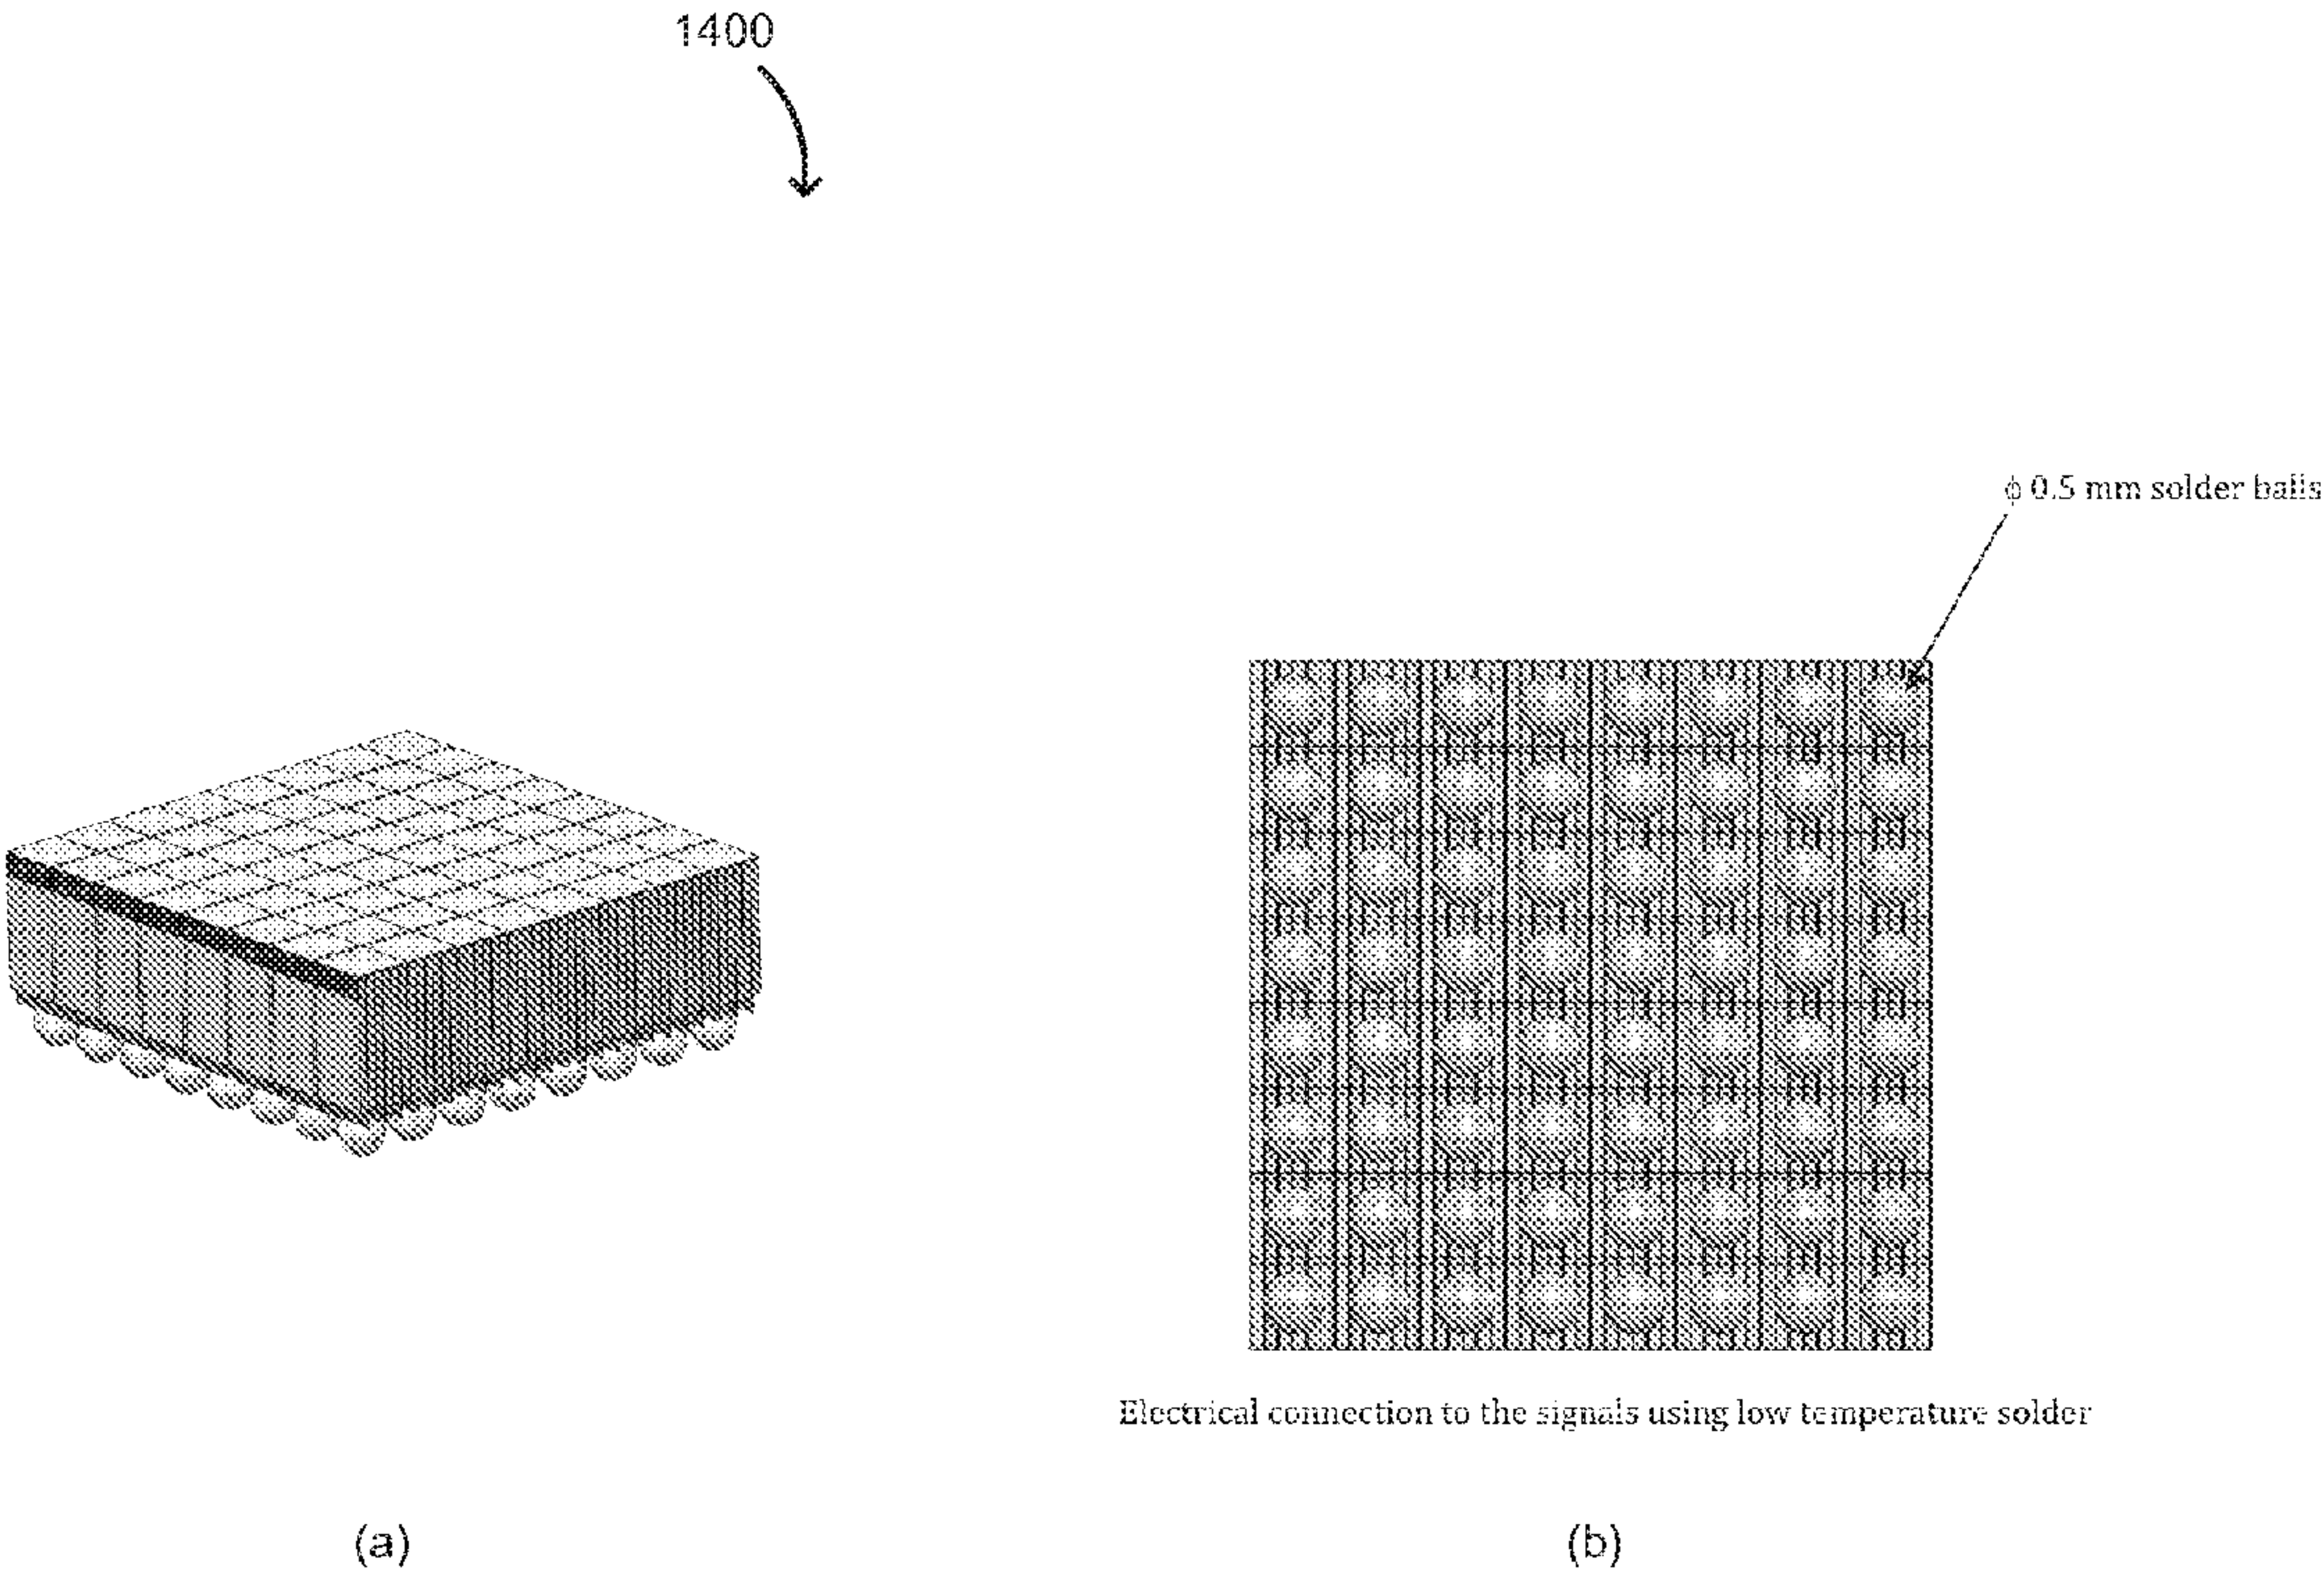 1400
ϕ 0.5 mm solder balls
Electrical connection to the signals using low temperature solder
(a)
(b)